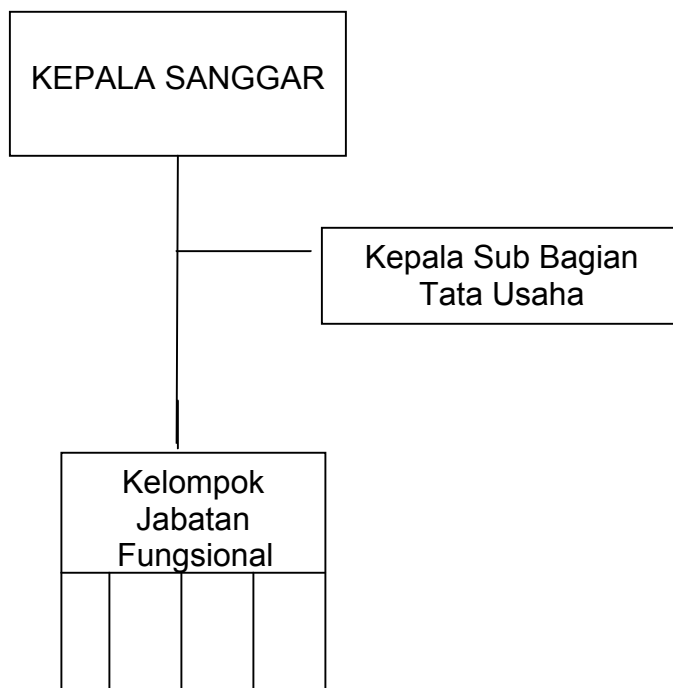 KEPALA SANGGAR
Kepala Sub Bagian
Tata Usaha
Kelompok
Jabatan
Fungsional